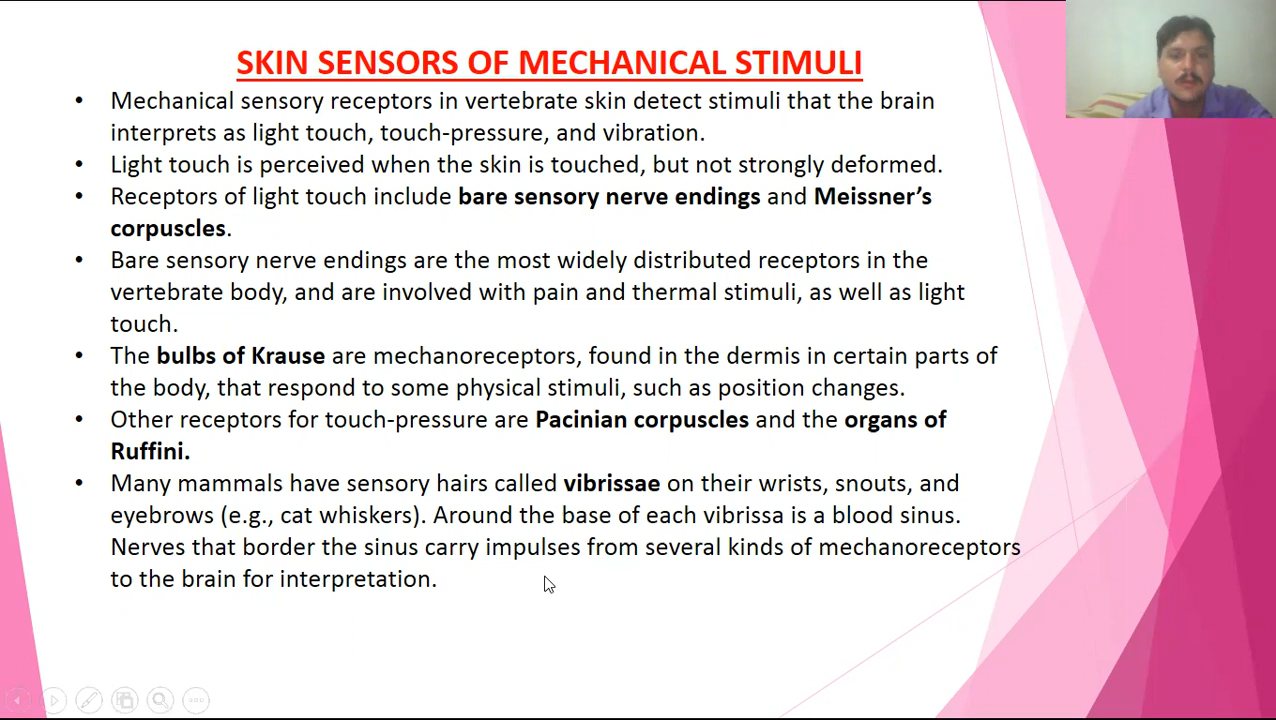 SKIN SENSORS OF MECHANICAL STIMULI
• Mechanical sensory receptors in vertebrate skin detect stimuli that the brain
interprets as light touch, touch-pressure, and vibration.
• Light touch is perceived when the skin is touched, but not strongly deformed.
• Receptors of light touch include bare sensory nerve endings and Meissner’s
corpuscles.
• Bare sensory nerve endings are the most widely distributed receptors in the
vertebrate body, and are involved with pain and thermal stimuli, as well as light
touch.
• The bulbs of Krause are mechanoreceptors, found in the dermis in certain parts of
the body, that respond to some physical stimuli, such as position changes.
• Other receptors for touch-pressure are Pacinian corpuscles and the organs of
Ruffini.
• Many mammals have sensory hairs called vibrissae on their wrists, snouts, and
eyebrows (e.g., cat whiskers). Around the base of each vibrissa is a blood sinus.
Nerves that border the sinus carry impulses from several kinds of mechanoreceptors
to the brain for interpretation.